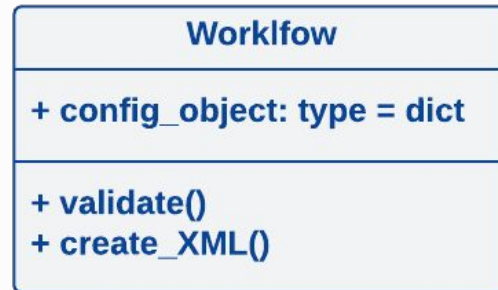 Worklfow
+ config_object: type = dict
+ validate()
+ create_XML()